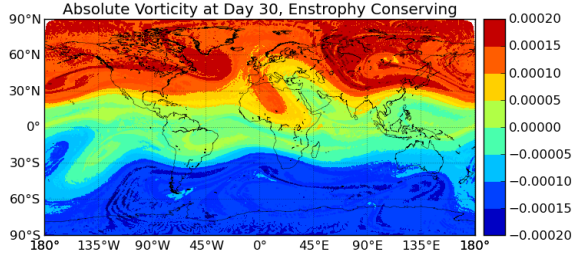 Absolute Vorticity at Day 30, Enstrophy Conserving
90°N
60°N
30°N
0°
30°S
60°S
90°S
180° 135°W 90°W 45°W 0° 45°E 90°E 135°E 180°
0.00020
0.00015
0.00010
0.00005
0.00000
−0.00005
−0.00010
−0.00015
−0.00020